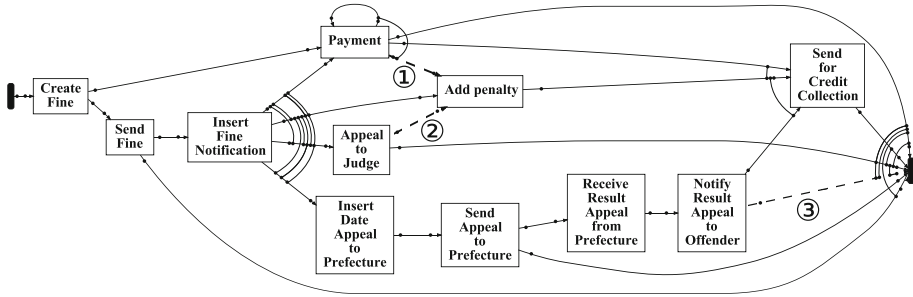 Create
Fine
Send
Fine
Insert
Fine
Notification
Payment
①
Add penalty
②
Appeal
to
Judge
Insert
Date
Appeal
to
Prefecture
Send
Appeal
to
Prefecture
Receive
Result
Appeal
from
Prefecture
Notify
Result
Appeal
to
Offender
Send
for
Credit
Collection
③